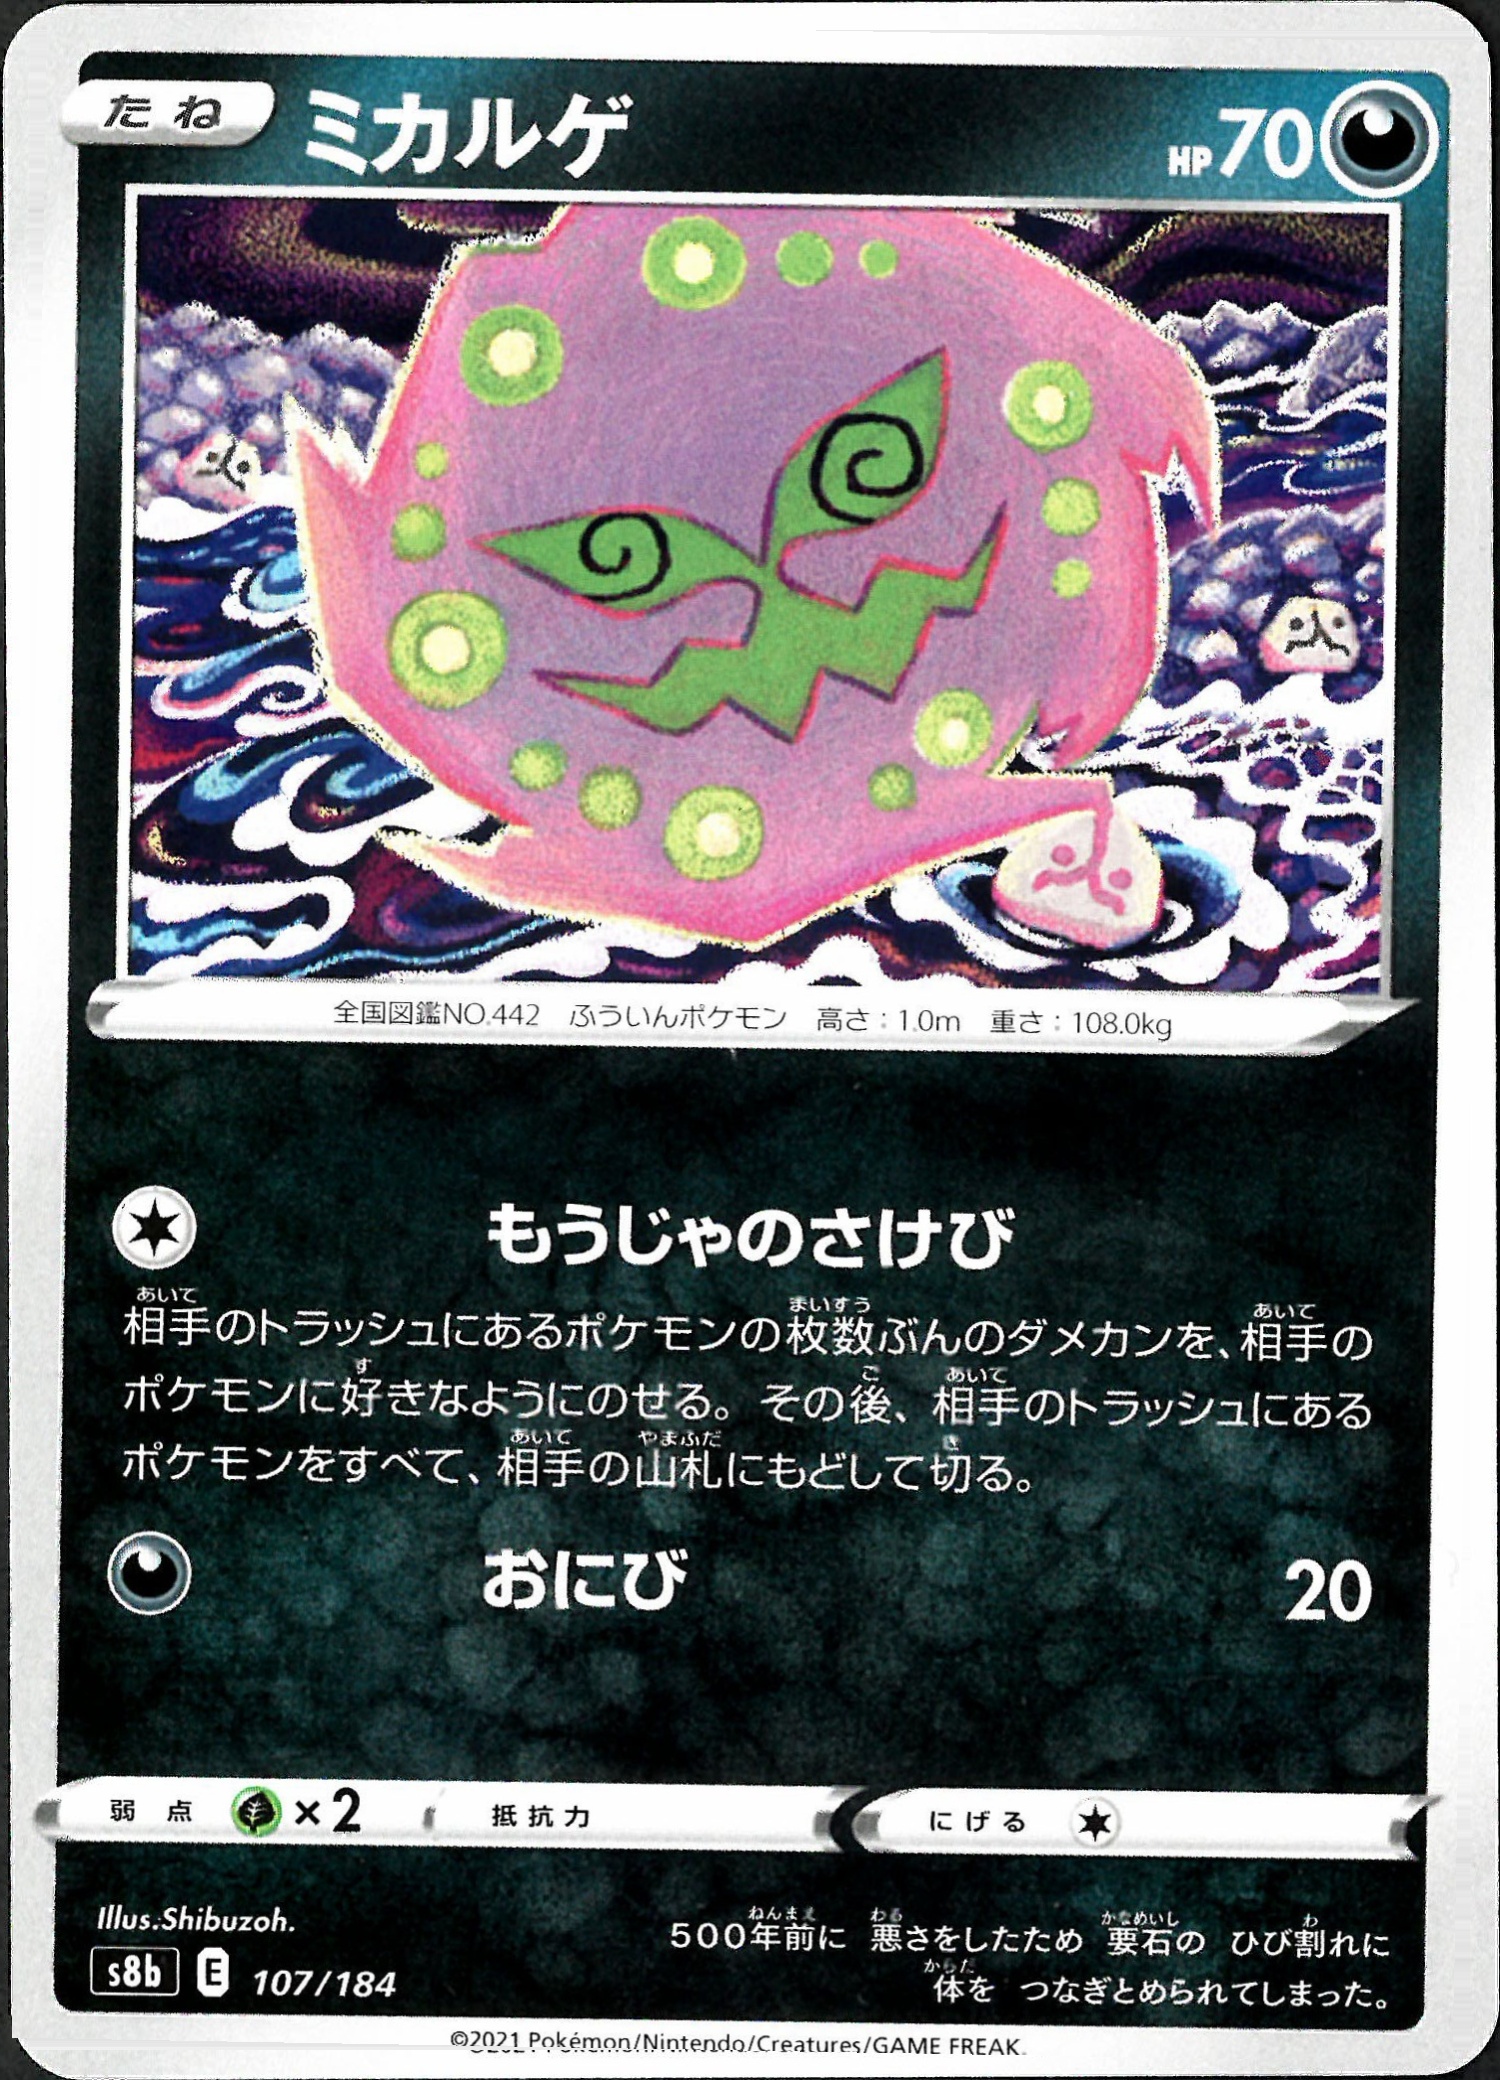 たね ミカルゲ HP70
全国図鑑NO.442 ふういんポケモン 高さ：1.0m 重さ：108.0kg
もうじゃのさけび
相手のトラッシュにあるポケモンの枚数ぶんのダメカンを、相手の
ポケモンに好きなようにのせる。その後、相手のトラッシュにある
ポケモンをすべて、相手の山札にもどして切る。
おにび 20
弱点 ×2 抵抗力 にげる
Illus.Shibuzoh.
500年前に 悪さをしたため 要石の ひび割れに
体を つなぎとめられてしまった。
s8b E 107/184
©2021 Pokémon/Nintendo/Creatures/GAME FREAK.